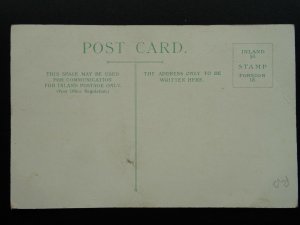 POST CARD.
THIS SPACE MAY BE USED
FOR COMMUNICATION
FOR INLAND POSTAGE ONLY.
(Post Office Regulation.)
THE ADDRESS ONLY TO BE
WRITTEN HERE.
INLAND
½D
STAMP
FOREIGN
1D.